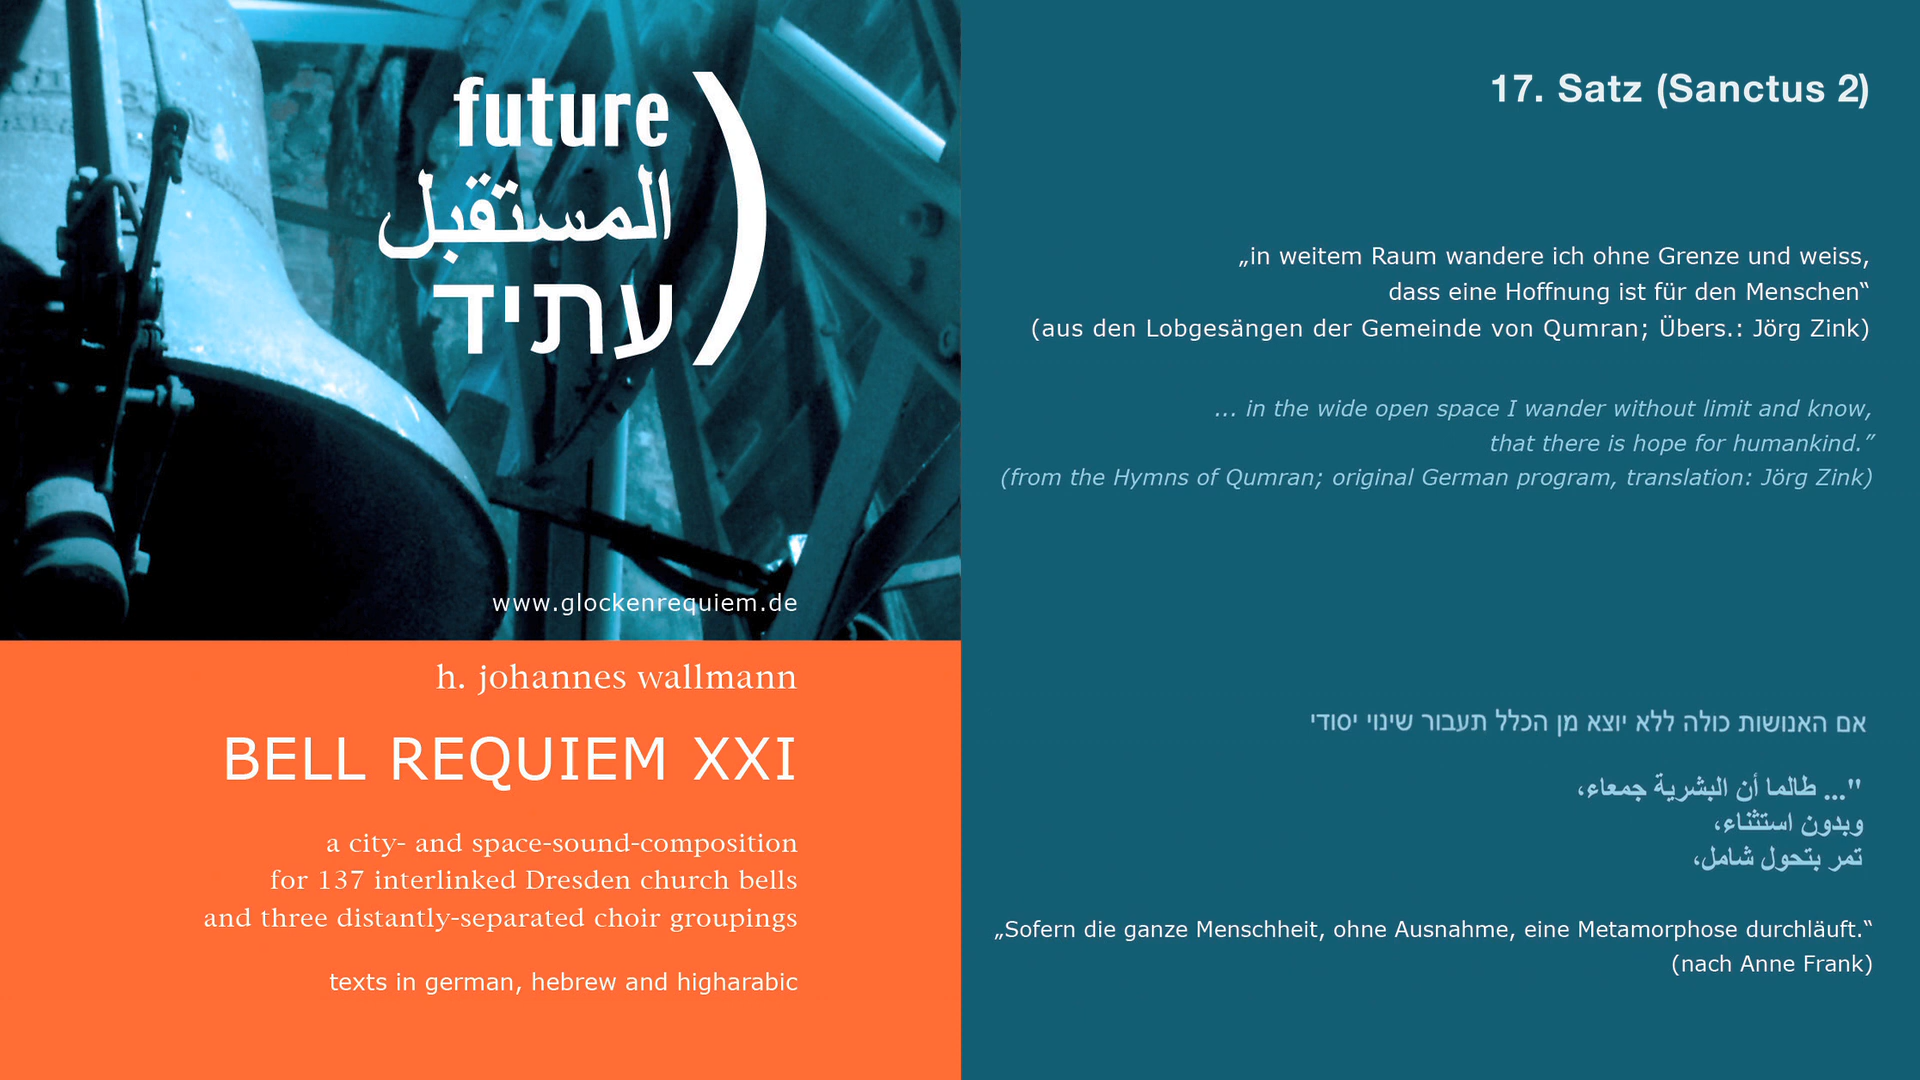 future
المستقبل
עתיד
)
www.glockenrequiem.de
h. johannes wallmann
BELL REQUIEM XXI
a city- and space-sound-composition
for 137 interlinked Dresden church bells
and three distantly-separated choir groupings
texts in german, hebrew and higharabic
17. Satz (Sanctus 2)
„in weitem Raum wandere ich ohne Grenze und weiss,
dass eine Hoffnung ist für den Menschen“
(aus den Lobgesängen der Gemeinde von Qumran; Übers.: Jörg Zink)
... in the wide open space I wander without limit and know,
that there is hope for humankind.”
(from the Hymns of Qumran; original German program, translation: Jörg Zink)
אם האנושות כולה ללא יוצא מן הכלל תעבור שינוי יסודי
"... طالما أن البشرية جمعاء،
وبدون استثناء،
تمر بتحول شامل،
„Sofern die ganze Menschheit, ohne Ausnahme, eine Metamorphose durchläuft.“
(nach Anne Frank)